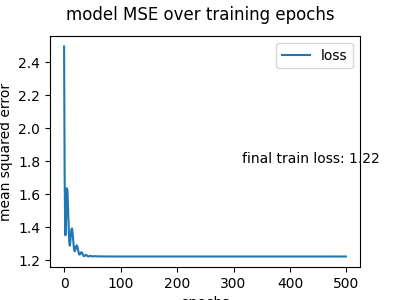 model MSE over training epochs
mean squared error
2.4
2.2
2.0
1.8
1.6
1.4
1.2
loss
final train loss: 1.22
0
100
200
300
400
500
epochs